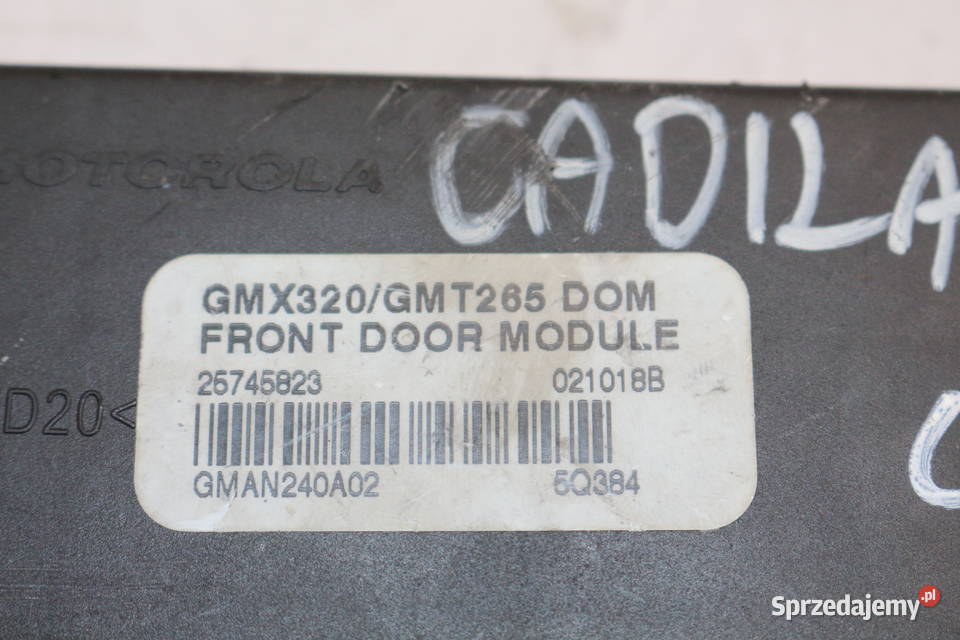 MOTOROLA
CADILA
GMX320/GMT265 DOM
FRONT DOOR MODULE
25745823 021018B
D20<
GMAN240A02 5Q384
Sprzedajemy.pl